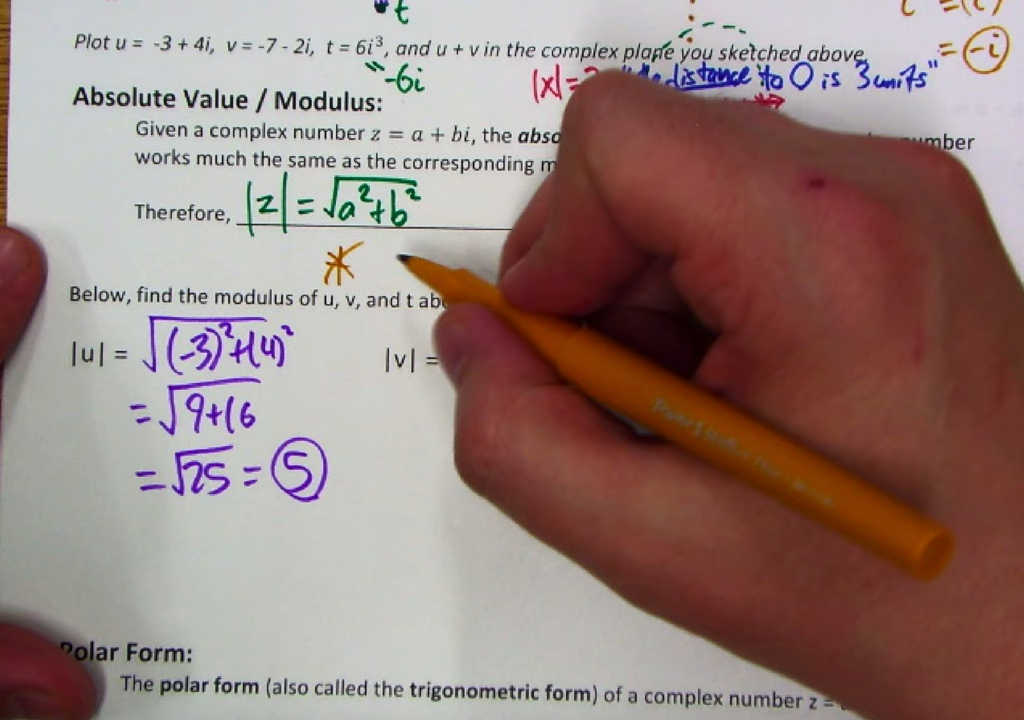 t
Plot u = -3 + 4i, v = -7 - 2i, t = 6i³, and u + v in the complex plane you sketched above.
= -i
-6i
|x|= distance to 0 is 3 units"
Absolute Value / Modulus:
Given a complex number z = a + bi, the number
works much the same as the corresponding
Therefore, |z| = √a²+b²
*
Below, find the modulus of u, v, and t
|u| = √(-3)²+(4)² |v| =
= √9+16
= √25 = 5
Polar Form:
The polar form (also called the trigonometric form) of a complex number z =